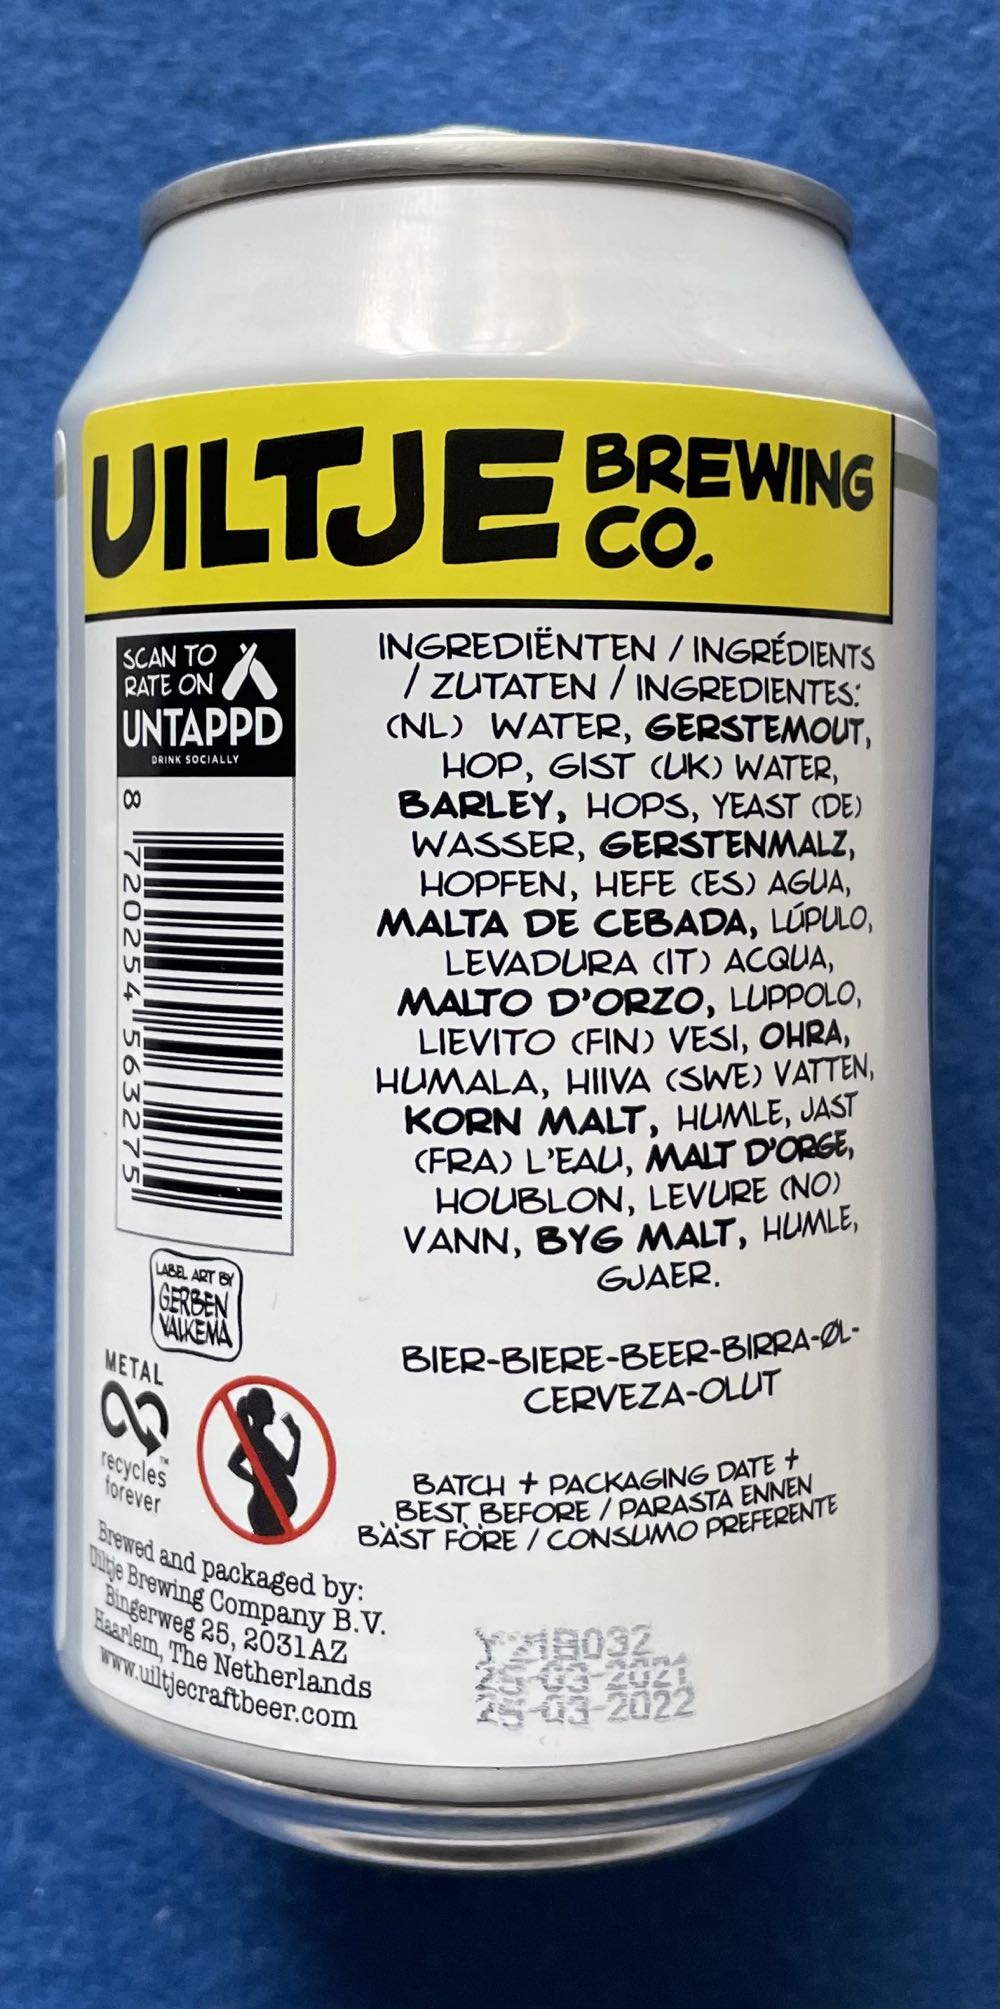 UILTJE BREWING CO.
SCAN TO
RATE ON
UNTAPPD
DRINK SOCIALLY
8 720254 563275
INGREDIËNTEN / INGRÉDIENTS
/ ZUTATEN / INGREDIENTES:
(NL) WATER, GERSTEMOUT,
HOP, GIST (UK) WATER,
BARLEY, HOPS, YEAST (DE)
WASSER, GERSTENMALZ,
HOPFEN, HEFE (ES) AGUA,
MALTA DE CEBADA, LÚPULO,
LEVADURA (IT) ACQUA,
MALTO D'ORZO, LUPPOLO,
LIEVITO (FIN) VESI, OHRA,
HUMALA, HIIVA (SWE) VATTEN,
KORN MALT, HUMLE, JAST
(FRA) L'EAU, MALT D'ORGE,
HOUBLON, LEVURE (NO)
VANN, BYG MALT, HUMLE,
GJAER.
BIER-BIERE-BEER-BIRRA-ØL-
CERVEZA-OLUT
BATCH + PACKAGING DATE +
BEST BEFORE / PARASTA ENNEN
BÄST FÖRE / CONSUMO PREFERENTE
LABEL ART BY
GERBEN
VALKEMA
METAL
recycles
forever
TM
Brewed and packaged by:
Uiltje Brewing Company B.V.
Bingerweg 25, 2031AZ
Haarlem, The Netherlands
www.uiltjecraftbeer.com